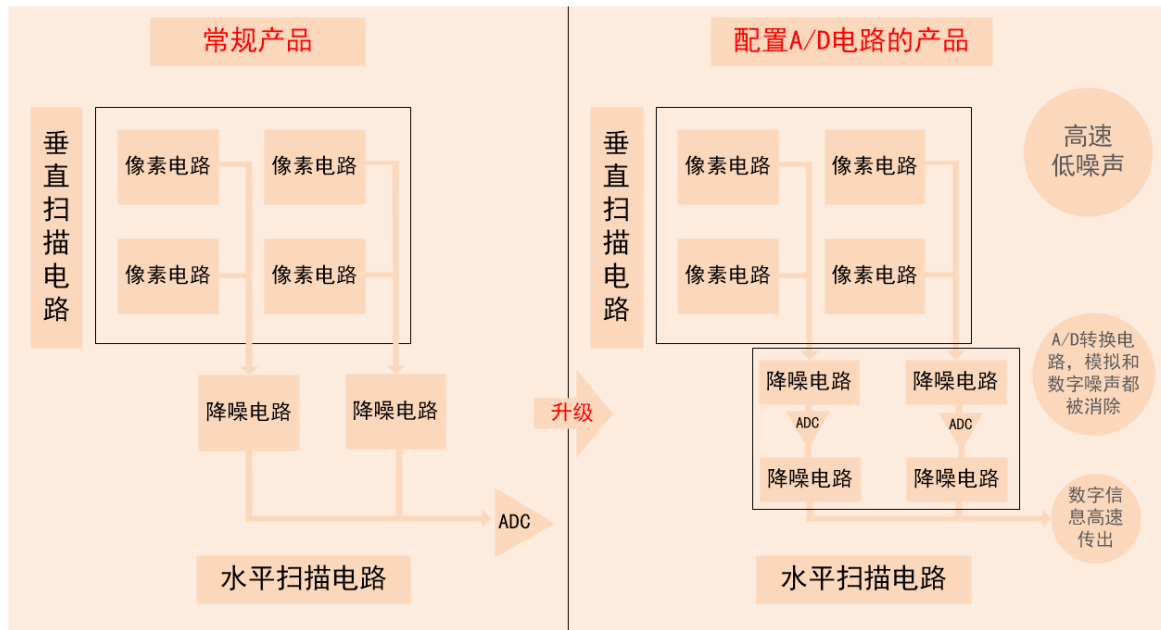 常规产品
垂直扫描电路
像素电路
像素电路
像素电路
像素电路
降噪电路
降噪电路
ADC
水平扫描电路
升级
配置A/D电路的产品
垂直扫描电路
像素电路
像素电路
像素电路
像素电路
降噪电路
降噪电路
ADC
ADC
降噪电路
降噪电路
水平扫描电路
高速
低噪声
A/D转换电
路，模拟和
数字噪声都
被消除
数字信
息高速
传出